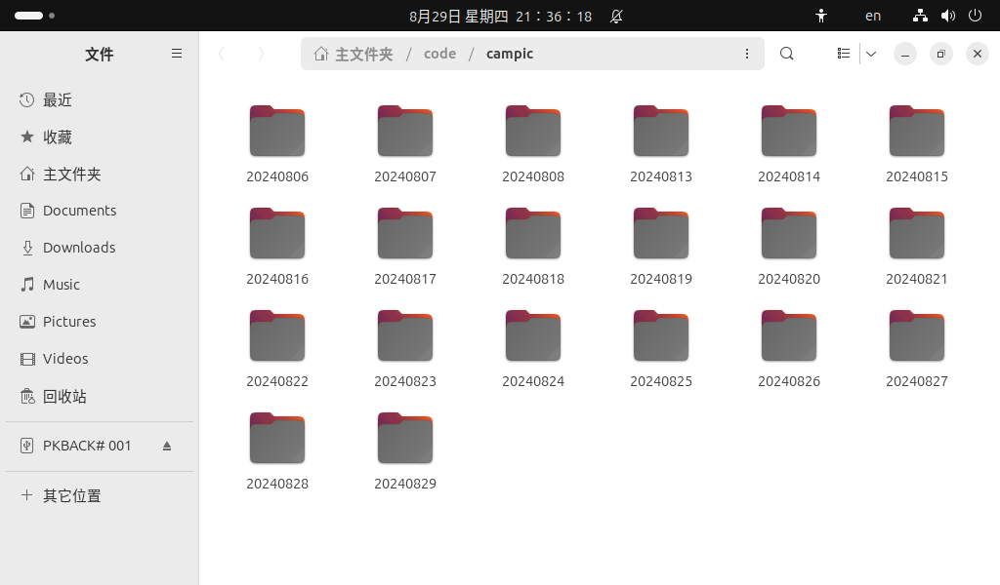 8月29日 星期四 21：36：18
en
文件
主文件夹 / code / campic
最近
收藏
主文件夹
Documents
Downloads
Music
Pictures
Videos
回收站
PKBACK# 001
其它位置
20240806 20240807 20240808 20240813 20240814 20240815
20240816 20240817 20240818 20240819 20240820 20240821
20240822 20240823 20240824 20240825 20240826 20240827
20240828 20240829